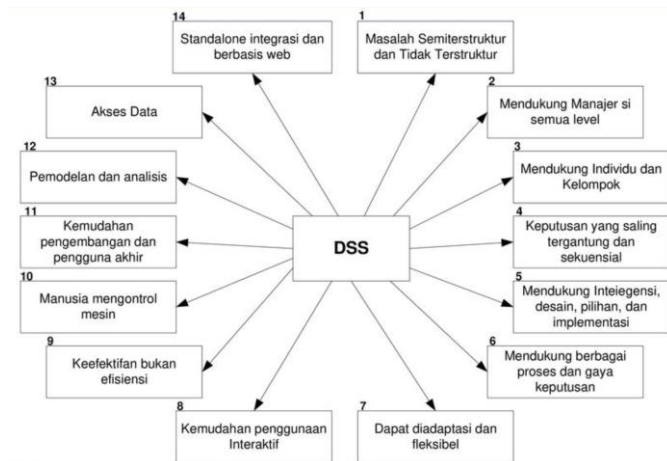 14
Standalone integrasi dan
berbasis web
1
Masalah Semiterstruktur
dan Tidak Terstruktur
13
Akses Data
2
Mendukung Manajer si
semua level
12
Pemodelan dan analisis
3
Mendukung Individu dan
Kelompok
11
Kemudahan
pengembangan dan
pengguna akhir
DSS
4
Keputusan yang saling
tergantung dan
sekuensial
10
Manusia mengontrol
mesin
5
Mendukung Inteiegensi,
desain, pilihan, dan
implementasi
9
Keefektifan bukan
efisiensi
6
Mendukung berbagai
proses dan gaya
keputusan
8
Kemudahan penggunaan
Interaktif
7
Dapat diadaptasi dan
fleksibel